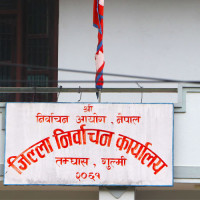 श्री
निर्वाचन आयोग, नेपाल
जिल्ला निर्वाचन कार्यालय
तम्घास, गुल्मी
२०६१